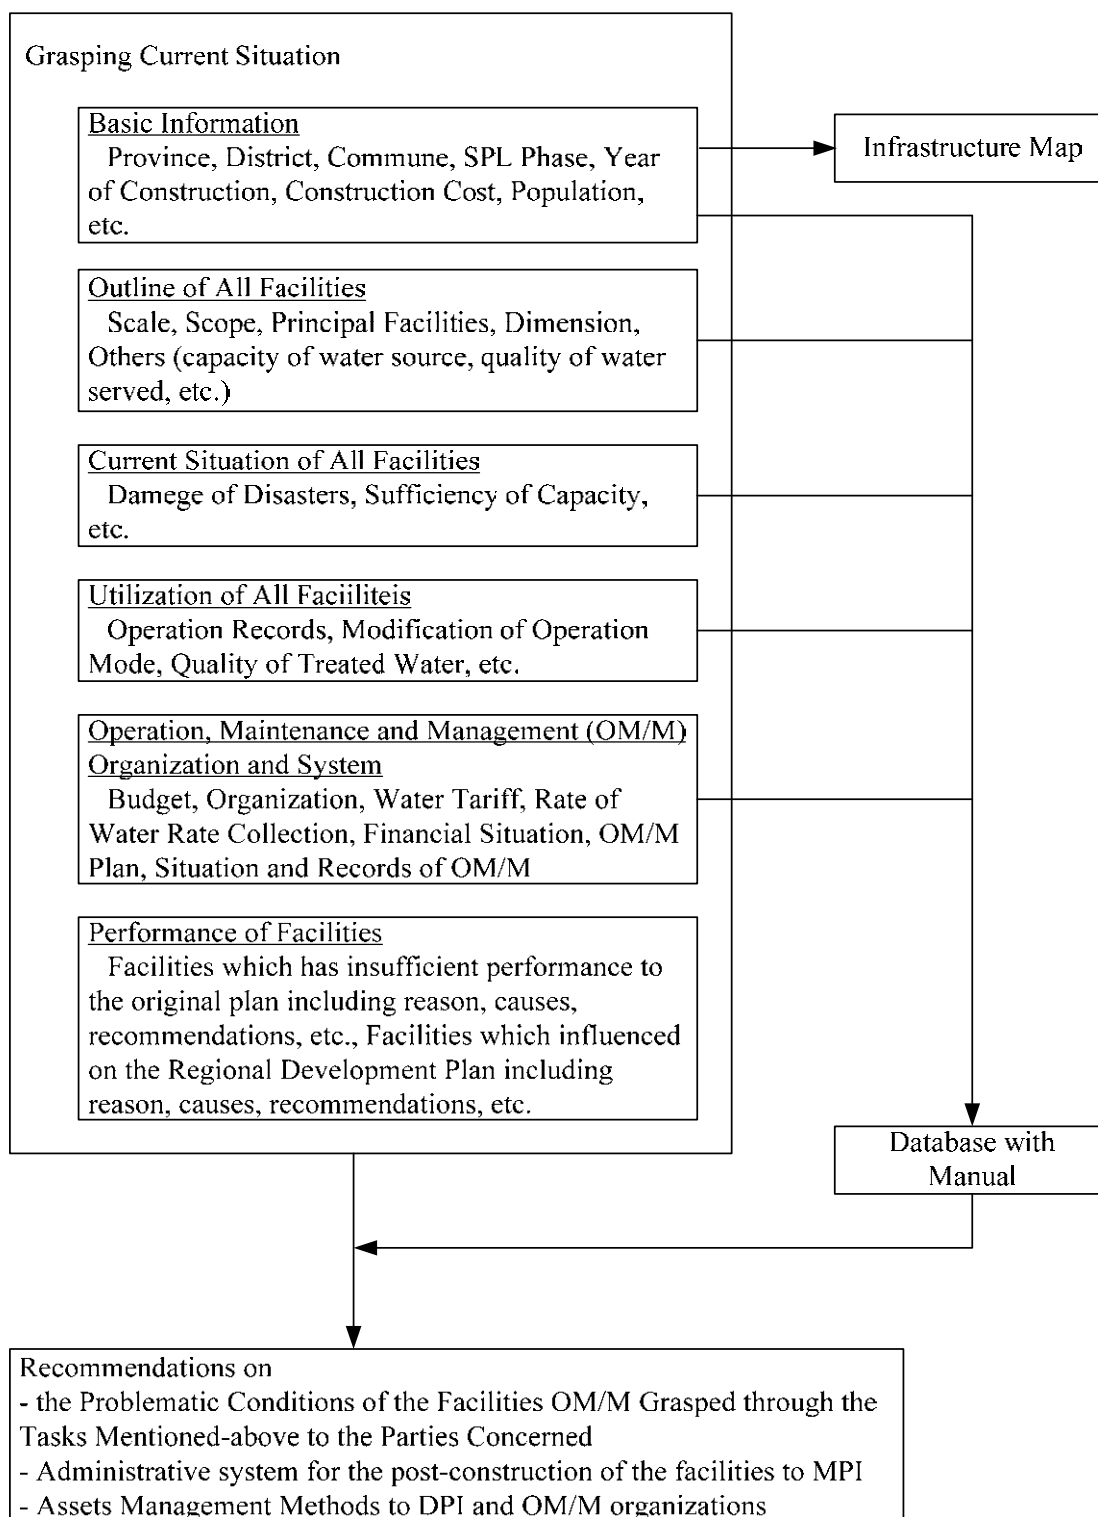 Grasping Current Situation
Basic Information
Province, District, Commune, SPL Phase, Year
of Construction, Construction Cost, Population,
etc.
Infrastructure Map
Outline of All Facilities
Scale, Scope, Principal Facilities, Dimension,
Others (capacity of water source, quality of water
served, etc.)
Current Situation of All Facilities
Damege of Disasters, Sufficiency of Capacity,
etc.
Utilization of All Faciiliteis
Operation Records, Modification of Operation
Mode, Quality of Treated Water, etc.
Operation, Maintenance and Management (OM/M)
Organization and System
Budget, Organization, Water Tariff, Rate of
Water Rate Collection, Financial Situation, OM/M
Plan, Situation and Records of OM/M
Performance of Facilities
Facilities which has insufficient performance to
the original plan including reason, causes,
recommendations, etc., Facilities which influenced
on the Regional Development Plan including
reason, causes, recommendations, etc.
Database with
Manual
Recommendations on
- the Problematic Conditions of the Facilities OM/M Grasped through the
Tasks Mentioned-above to the Parties Concerned
- Administrative system for the post-construction of the facilities to MPI
- Assets Management Methods to DPI and OM/M organizations